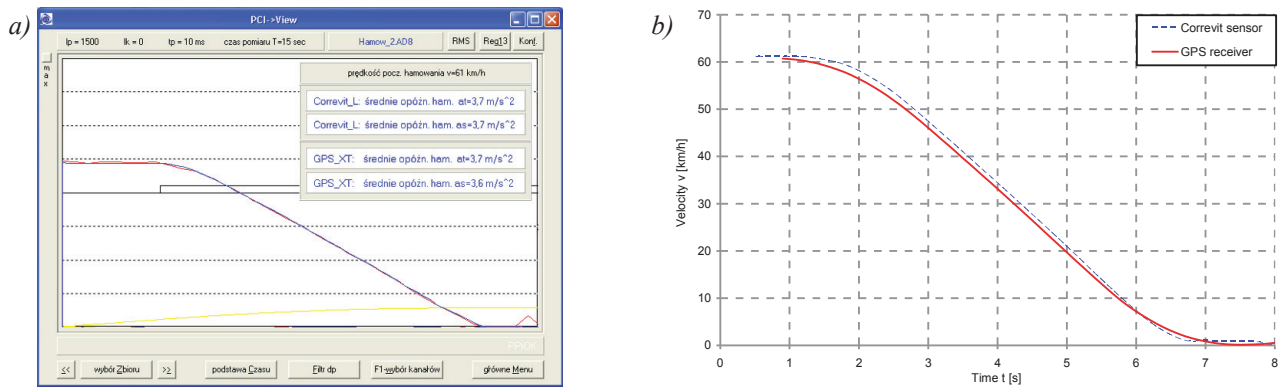 a)
PCI->View
lp = 1500 lk = 0 tp = 10 ms czas pomiaru T=15 sec Hamow_2.AD8 RMS Reg13 Konf.
max
prędkość pocz. hamowania v=61 km/h
Correvit_L: średnie opóźn. ham. at=3,7 m/s^2
Correvit_L: średnie opóźn. ham. as=3,7 m/s^2
GPS_XT: średnie opóźn. ham. at=3,7 m/s^2
GPS_XT: średnie opóźn. ham. as=3,6 m/s^2
<< wybór Zbioru >> podstawa Czasu Filtr dp F1-wybór kanałów główne Menu
b)
Velocity v [km/h]
70
60
50
40
30
20
10
0
Correvit sensor
GPS receiver
0 1 2 3 4 5 6 7 8
Time t [s]